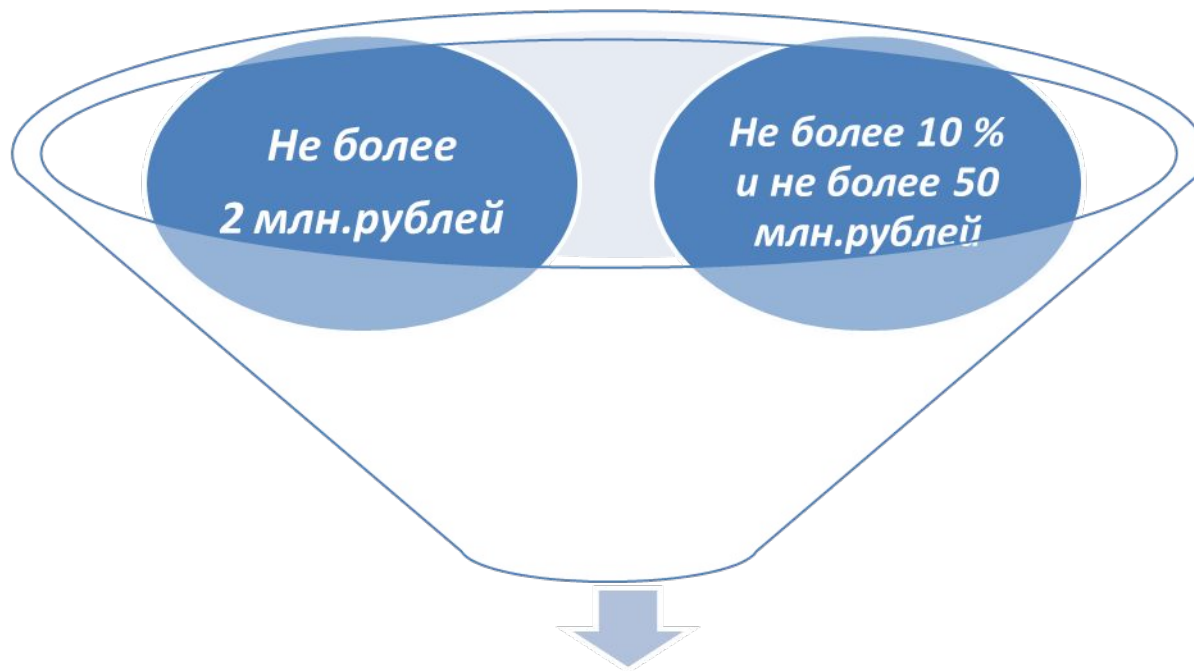 Не более
2 млн.рублей
Не более 10 %
и не более 50
млн.рублей